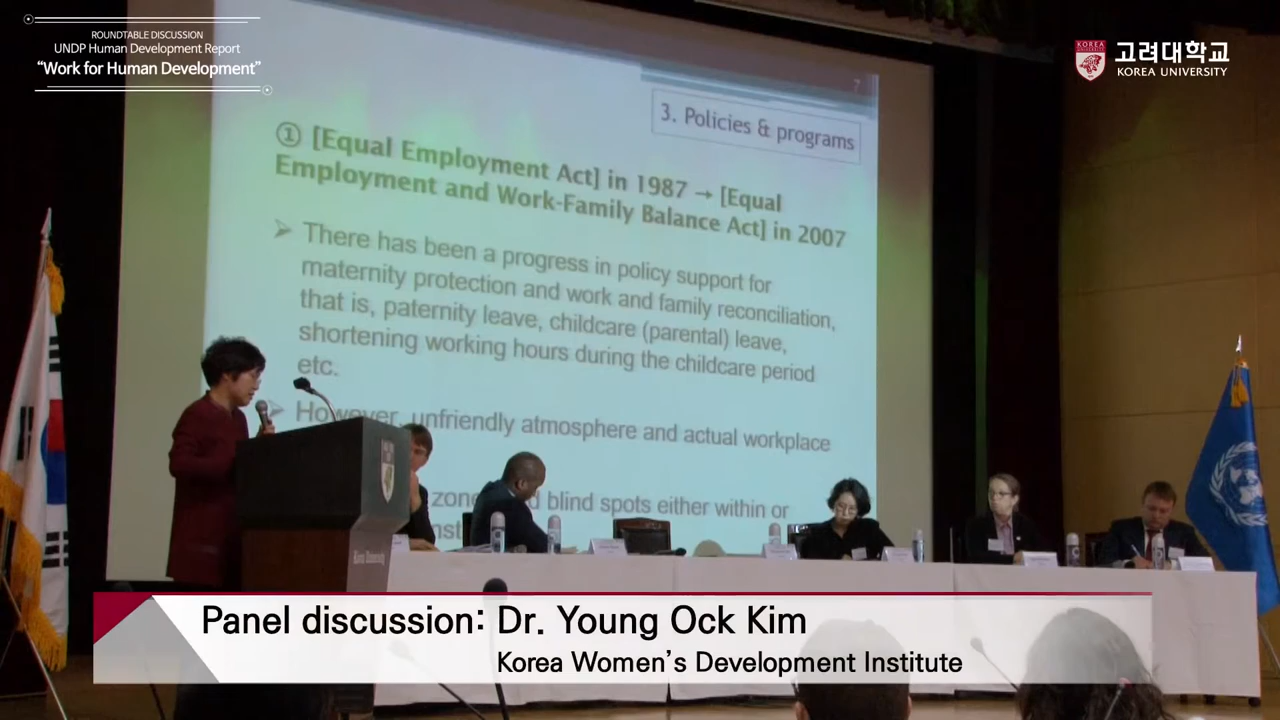 ROUNDTABLE DISCUSSION
UNDP Human Development Report
“Work for Human Development”
KOREA
고려대학교
KOREA UNIVERSITY
7
3. Policies & programs
① [Equal Employment Act] in 1987 → [Equal
Employment and Work-Family Balance Act] in 2007
➢ There has been a progress in policy support for
maternity protection and work and family reconciliation,
that is, paternity leave, childcare (parental) leave,
shortening working hours during the childcare period
etc.
➢ However, unfriendly atmosphere and actual workplace
blind spots either within or
Korea University
Panel discussion: Dr. Young Ock Kim
Korea Women’s Development Institute